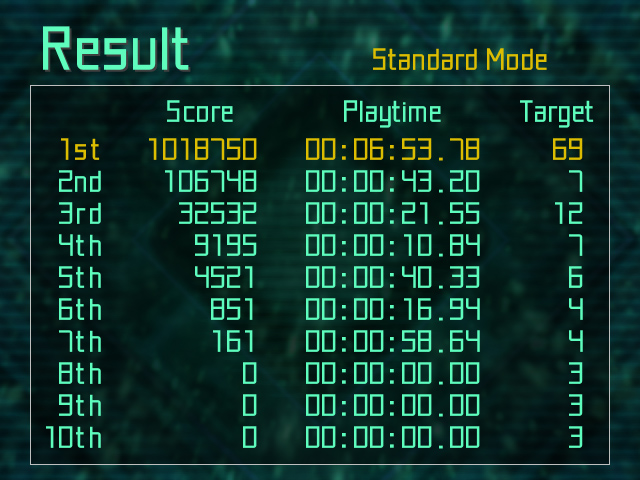 Result
Standard Mode
Score Playtime Target
1st 1018750 00:06:53.78 69
2nd 106748 00:00:43.20 7
3rd 32532 00:00:21.55 12
4th 9195 00:00:10.84 7
5th 4521 00:00:40.33 6
6th 851 00:00:16.94 4
7th 161 00:00:58.64 4
8th 0 00:00:00.00 3
9th 0 00:00:00.00 3
10th 0 00:00:00.00 3